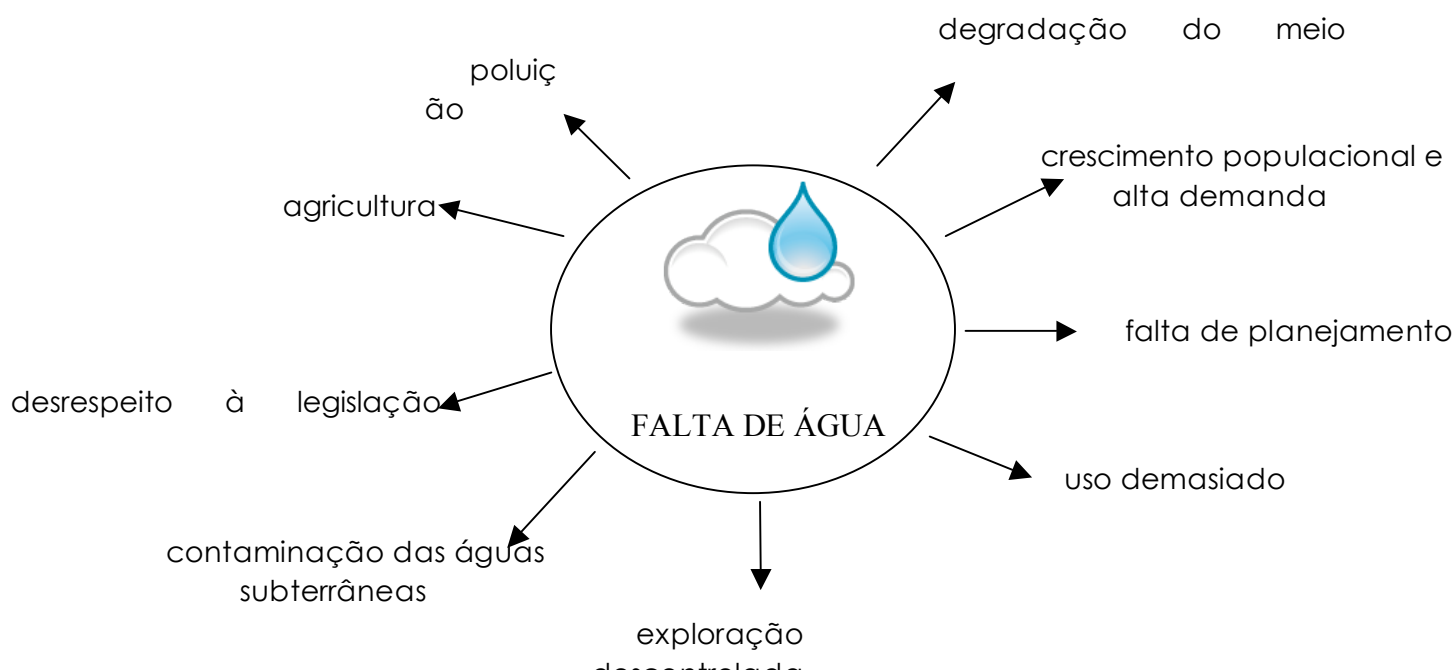 degradação do meio
poluiç
ão
crescimento populacional e
alta demanda
agricultura
falta de planejamento
desrespeito à legislação
FALTA DE ÁGUA
uso demasiado
contaminação das águas
subterrâneas
exploração
descontrolada